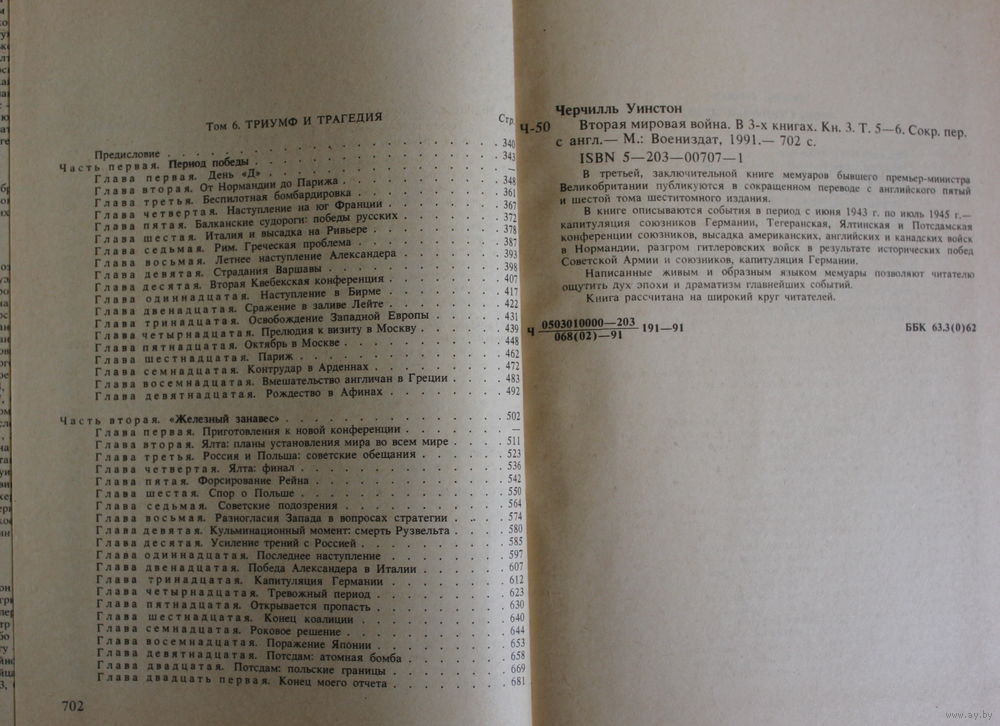 Том 6. ТРИУМФ И ТРАГЕДИЯ
Стр.
Предисловие . . . 340
Часть первая. Период победы . . . 343
Глава первая. День «Д» . . . —
Глава вторая. От Нормандии до Парижа . . . 348
Глава третья. Беспилотная бомбардировка . . . 361
Глава четвертая. Наступление на юг Франции . . . 367
Глава пятая. Балканские судороги: победы русских . . . 372
Глава шестая. Италия и высадка на Ривьере . . . 378
Глава седьмая. Рим. Греческая проблема . . . 387
Глава восьмая. Летнее наступление Александера . . . 393
Глава девятая. Страдания Варшавы . . . 398
Глава десятая. Вторая Квебекская конференция . . . 407
Глава одиннадцатая. Наступление в Бирме . . . 417
Глава двенадцатая. Сражение в заливе Лейте . . . 422
Глава тринадцатая. Освобождение Западной Европы . . . 431
Глава четырнадцатая. Прелюдия к визиту в Москву . . . 439
Глава пятнадцатая. Октябрь в Москве . . . 448
Глава шестнадцатая. Париж . . . 462
Глава семнадцатая. Контрудар в Арденнах . . . 472
Глава восемнадцатая. Вмешательство англичан в Греции . . . 483
Глава девятнадцатая. Рождество в Афинах . . . 492
Часть вторая. «Железный занавес» . . . 502
Глава первая. Приготовления к новой конференции . . . —
Глава вторая. Ялта: планы установления мира во всем мире . . . 511
Глава третья. Россия и Польша: советские обещания . . . 523
Глава четвертая. Ялта: финал . . . 536
Глава пятая. Форсирование Рейна . . . 542
Глава шестая. Спор о Польше . . . 550
Глава седьмая. Советские подозрения . . . 564
Глава восьмая. Разногласия Запада в вопросах стратегии . . . 574
Глава девятая. Кульминационный момент: смерть Рузвельта . . . 580
Глава десятая. Усиление трений с Россией . . . 585
Глава одиннадцатая. Последнее наступление . . . 597
Глава двенадцатая. Победа Александера в Италии . . . 607
Глава тринадцатая. Капитуляция Германии . . . 612
Глава четырнадцатая. Тревожный период . . . 623
Глава пятнадцатая. Открывается пропасть . . . 630
Глава шестнадцатая. Конец коалиции . . . 640
Глава семнадцатая. Роковое решение . . . 644
Глава восемнадцатая. Поражение Японии . . . 653
Глава девятнадцатая. Потсдам: атомная бомба . . . 658
Глава двадцатая. Потсдам: польские границы . . . 669
Глава двадцать первая. Конец моего отчета . . . 681
702
Черчилль Уинстон
Ч-50 Вторая мировая война. В 3-х книгах. Кн. 3. Т. 5—6. Сокр. пер.
с англ.— М.: Воениздат, 1991.— 702 с.
ISBN 5—203—00707—1
В третьей, заключительной книге мемуаров бывшего премьер-министра
Великобритании публикуются в сокращенном переводе с английского пятый
и шестой тома шеститомного издания.
В книге описываются события в период с июня 1943 г. по июль 1945 г.—
капитуляция союзников Германии, Тегеранская, Ялтинская и Потсдамская
конференции союзников, высадка американских, английских и канадских войск
в Нормандии, разгром гитлеровских войск в результате исторических побед
Советской Армии и союзников, капитуляция Германии.
Написанные живым и образным языком мемуары позволяют читателю
ощутить дух эпохи и драматизм главнейших событий.
Книга рассчитана на широкий круг читателей.
Ч 0503010000—203
068(02)—91
191—91
ББК 63.3(0)62
www.ay.by